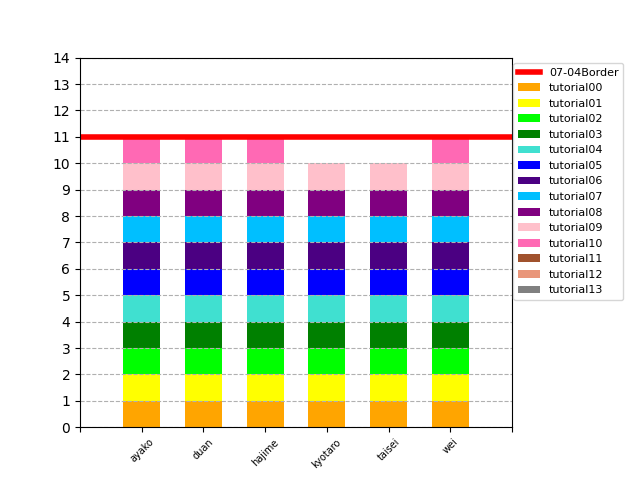 14
13
12
11
10
9
8
7
6
5
4
3
2
1
0
ayako
duan
hajime
kyotaro
taisei
wei
07-04Border
tutorial00
tutorial01
tutorial02
tutorial03
tutorial04
tutorial05
tutorial06
tutorial07
tutorial08
tutorial09
tutorial10
tutorial11
tutorial12
tutorial13